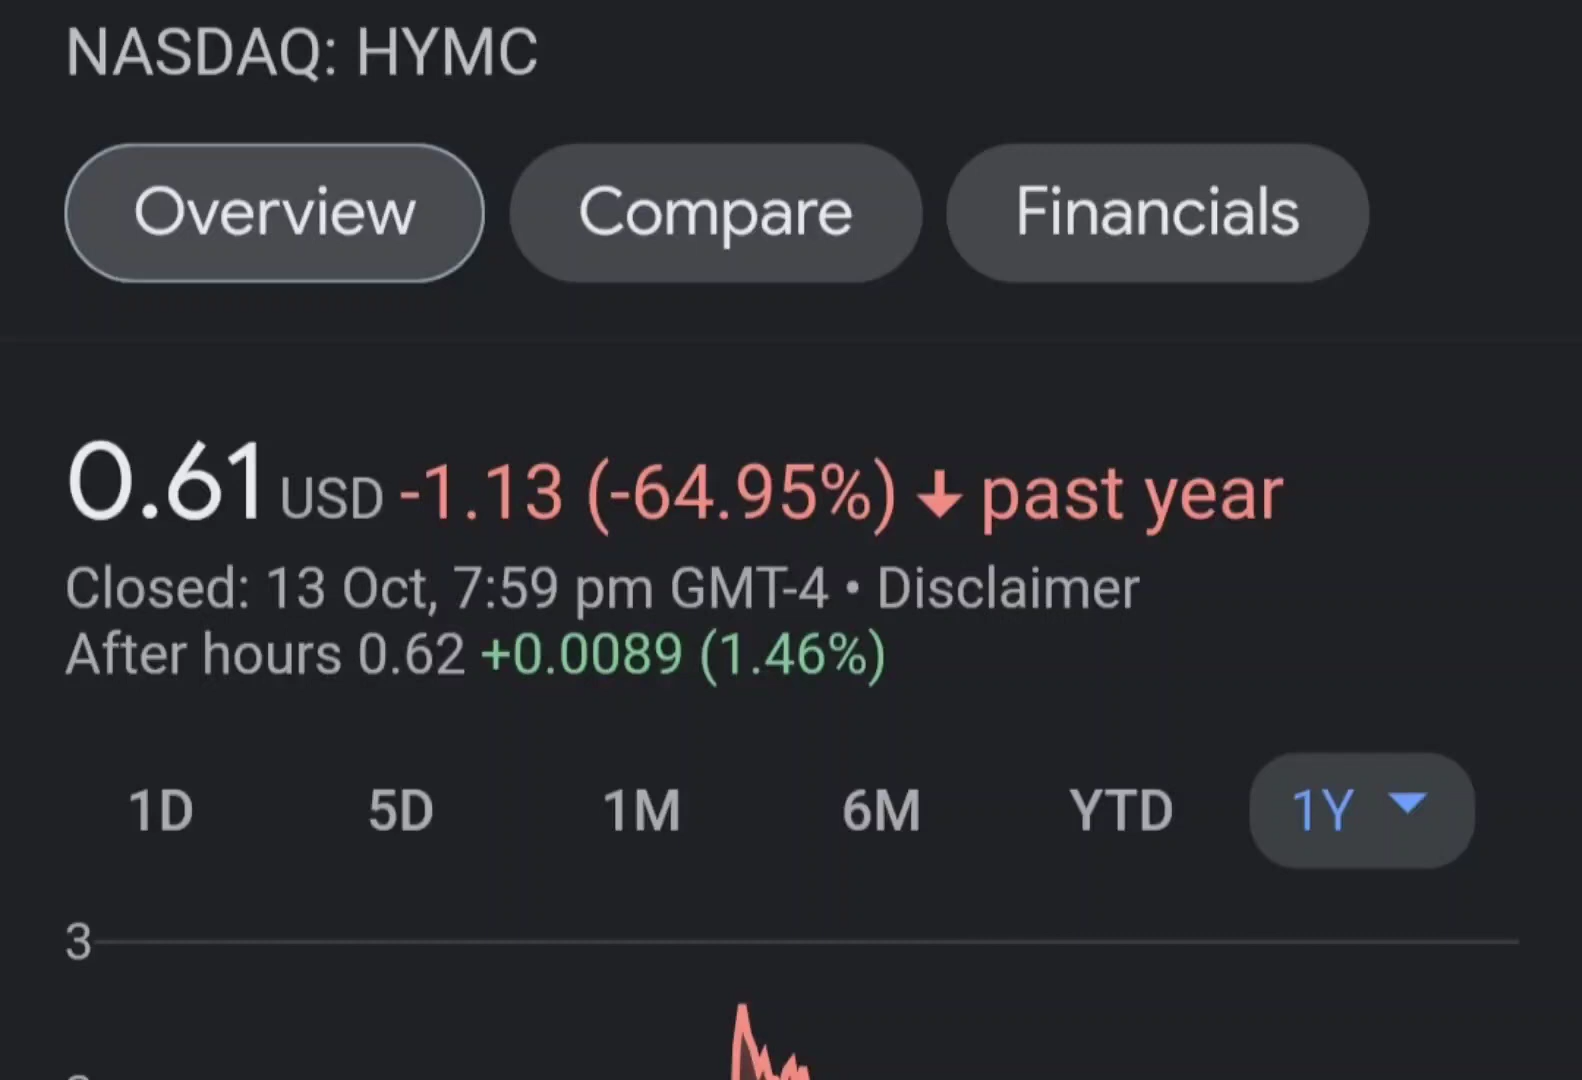 NASDAQ: HYMC
Overview Compare Financials
0.61 USD -1.13 (-64.95%) ↓ past year
Closed: 13 Oct, 7:59 pm GMT-4 • Disclaimer
After hours 0.62 +0.0089 (1.46%)
1D 5D 1M 6M YTD 1Y
3